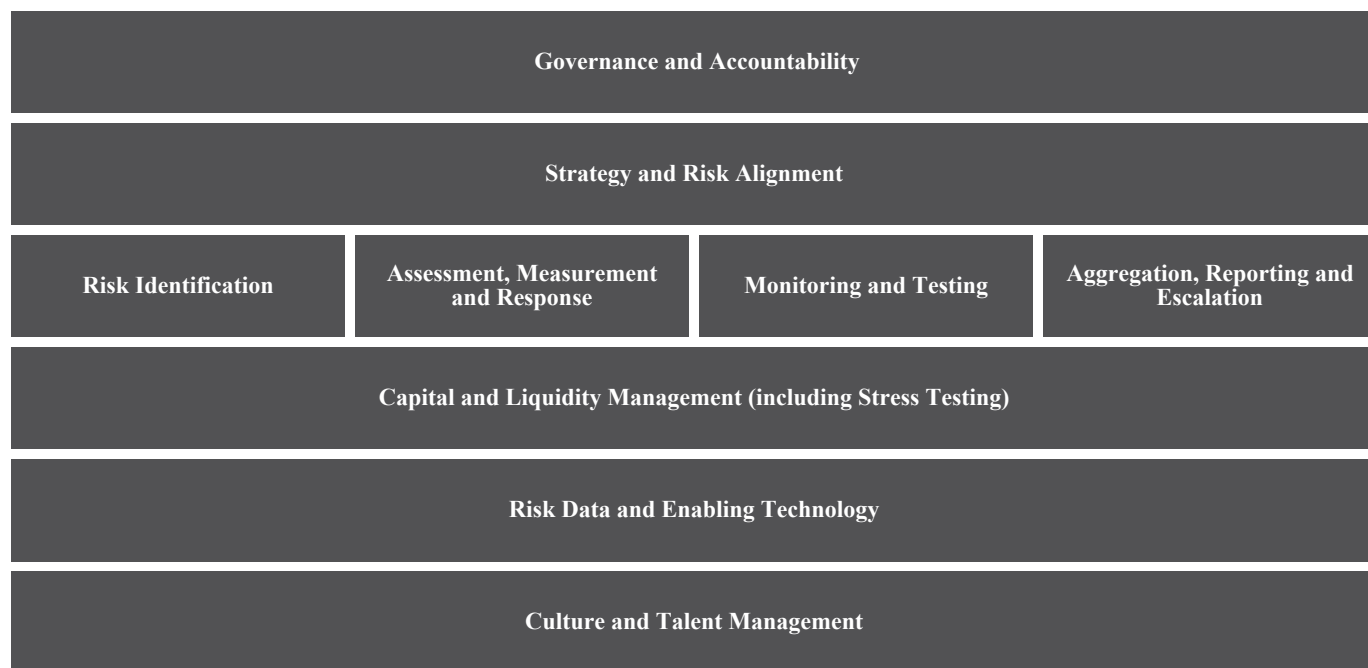 Governance and Accountability
Strategy and Risk Alignment
Risk Identification
Assessment, Measurement
and Response
Monitoring and Testing
Aggregation, Reporting and
Escalation
Capital and Liquidity Management (including Stress Testing)
Risk Data and Enabling Technology
Culture and Talent Management